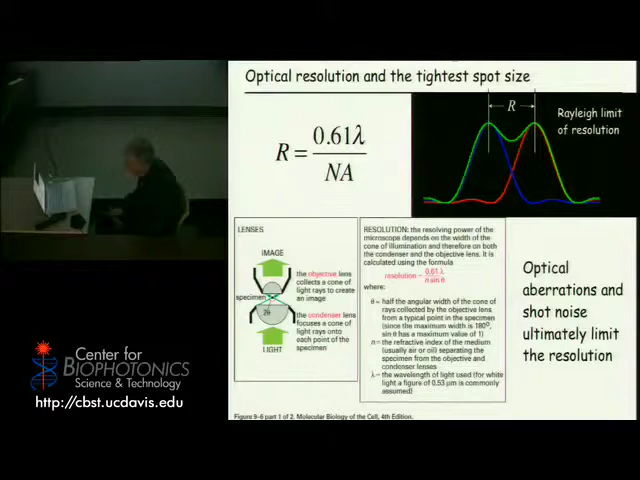 Optical resolution and the tightest spot size
R = 0.61λ / NA
R
Rayleigh limit
of resolution
LENSES
IMAGE
the objective lens
collects a cone of
light rays to create
an image
specimen
2θ
the condenser lens
focuses a cone of
light rays onto
each point of the
specimen
LIGHT
RESOLUTION: the resolving power of the
microscope depends on the width of the
cone of illumination and therefore on both
the condenser and the objective lens. It is
calculated using the formula
resolution = 0.61 λ / n sin θ
where:
θ = half the angular width of the cone of
rays collected by the objective lens
from a typical point in the specimen
(since the maximum width is 180°,
sin θ has a maximum value of 1)
n = the refractive index of the medium
(usually air or oil) separating the
specimen from the objective and
condenser lenses
λ = the wavelength of light used (for white
light a figure of 0.53 μm is commonly
assumed)
Optical
aberrations and
shot noise
ultimately limit
the resolution
Figure 9–6 part 1 of 2. Molecular Biology of the Cell, 4th Edition.
Center for
BIOPHOTONICS
Science & Technology
http://cbst.ucdavis.edu